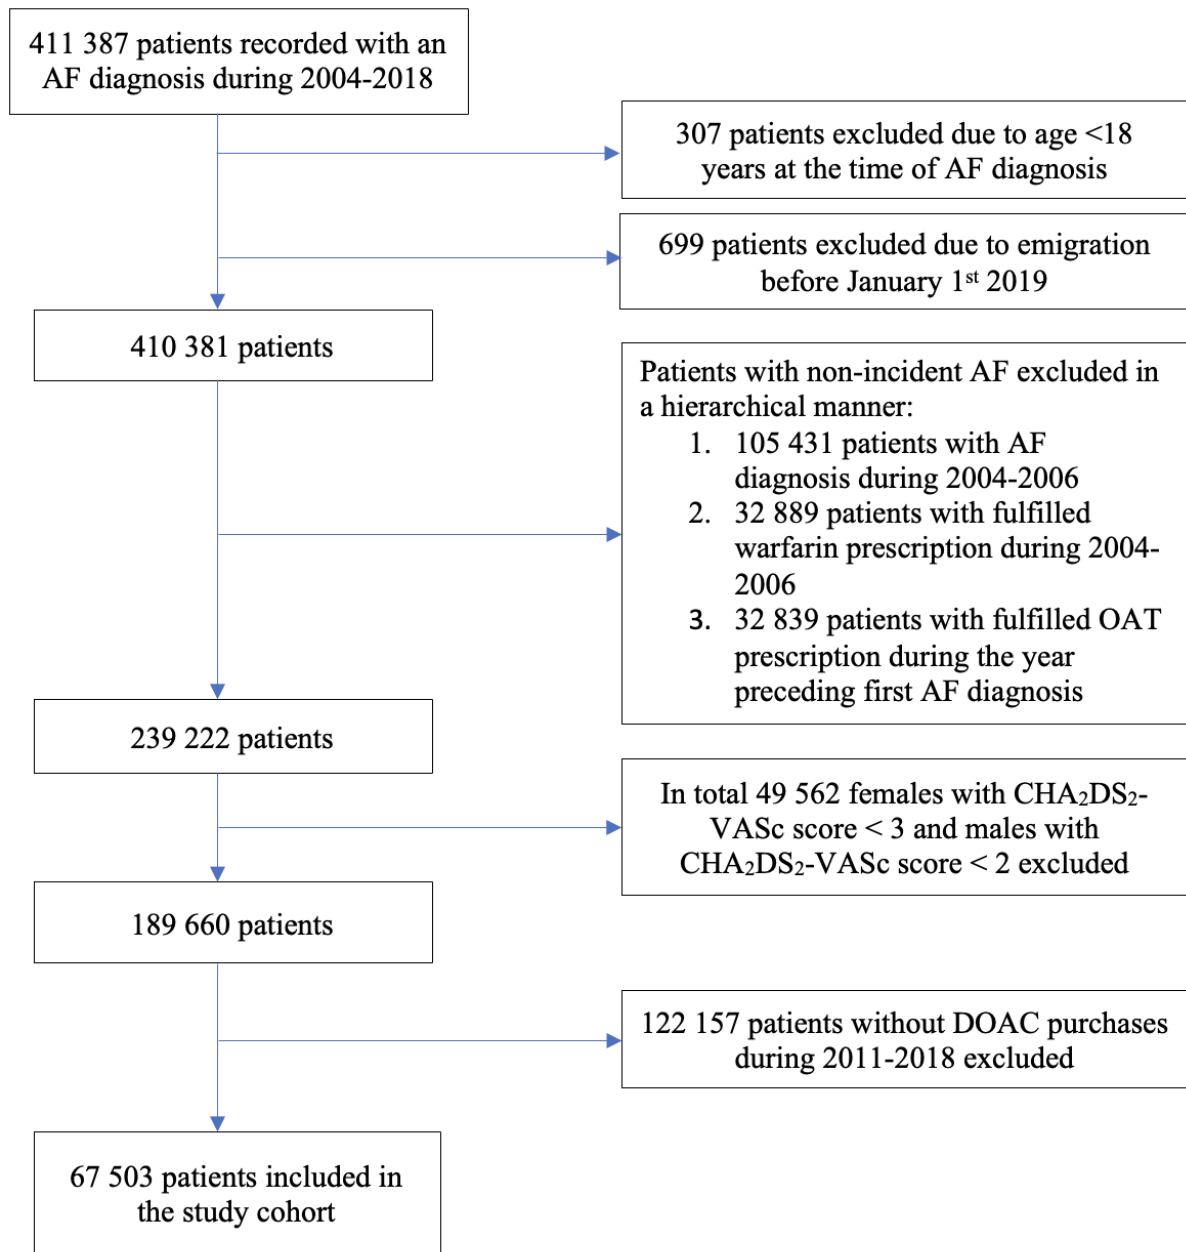 411 387 patients recorded with an
AF diagnosis during 2004-2018
307 patients excluded due to age <18
years at the time of AF diagnosis
699 patients excluded due to emigration
before January 1st 2019
410 381 patients
Patients with non-incident AF excluded in
a hierarchical manner:
1. 105 431 patients with AF
diagnosis during 2004-2006
2. 32 889 patients with fulfilled
warfarin prescription during 2004-
2006
3. 32 839 patients with fulfilled OAT
prescription during the year
preceding first AF diagnosis
239 222 patients
In total 49 562 females with CHA₂DS₂-
VASc score < 3 and males with
CHA₂DS₂-VASc score < 2 excluded
189 660 patients
122 157 patients without DOAC purchases
during 2011-2018 excluded
67 503 patients included in
the study cohort